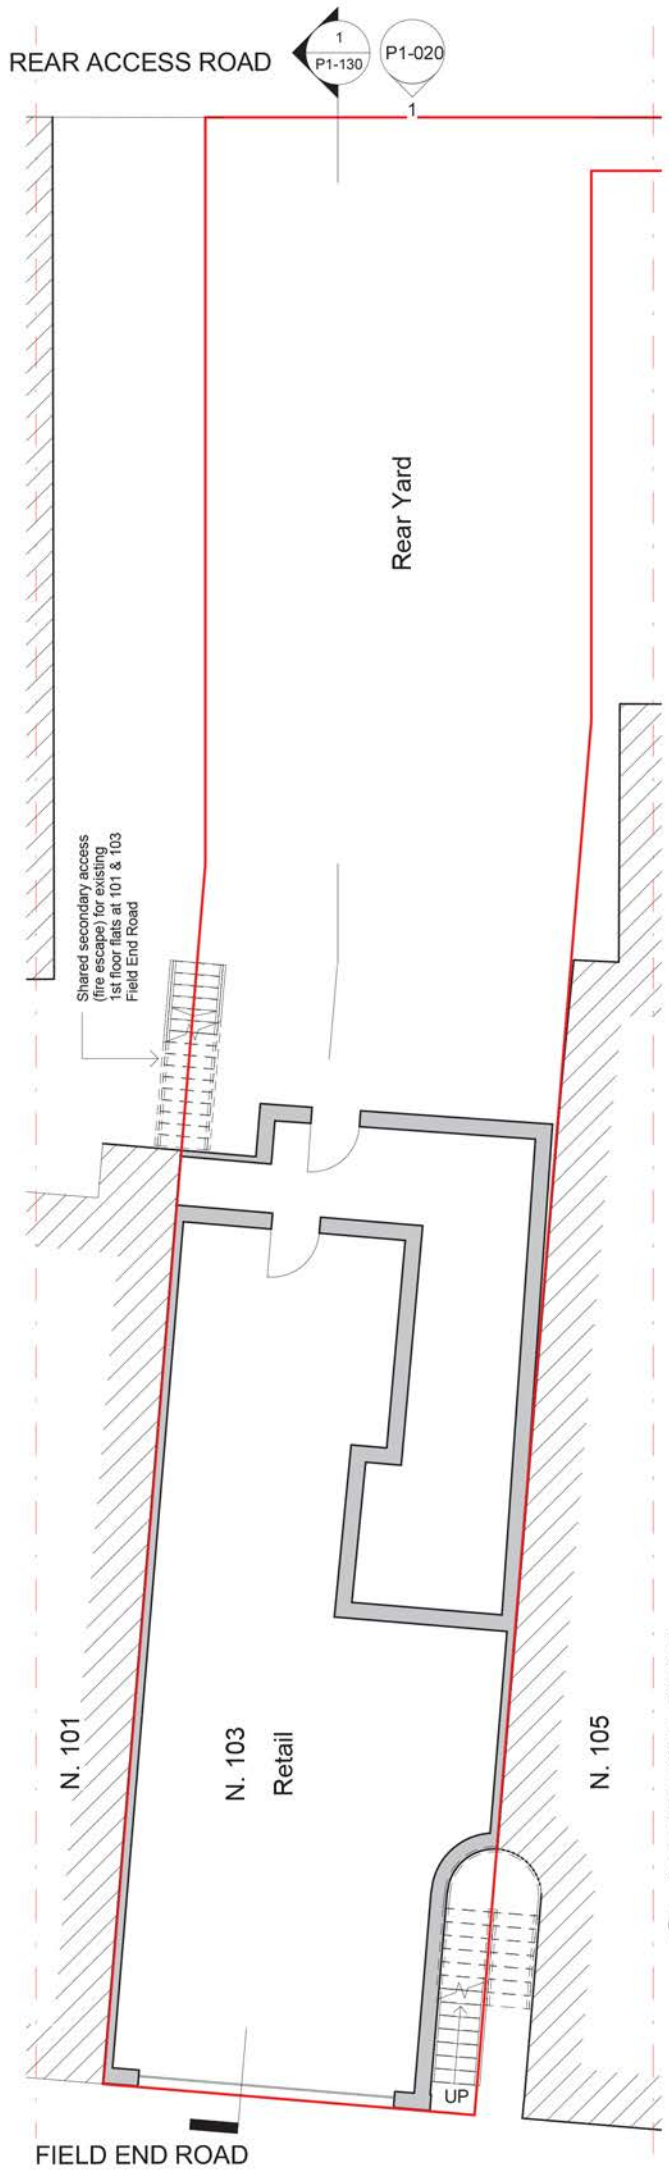 REAR ACCESS ROAD
1
P1-130
P1-020
1
Rear Yard
Shared secondary access
(fire escape) for existing
1st floor flats at 101 & 103
Field End Road
N. 101
N. 103
Retail
N. 105
UP
FIELD END ROAD